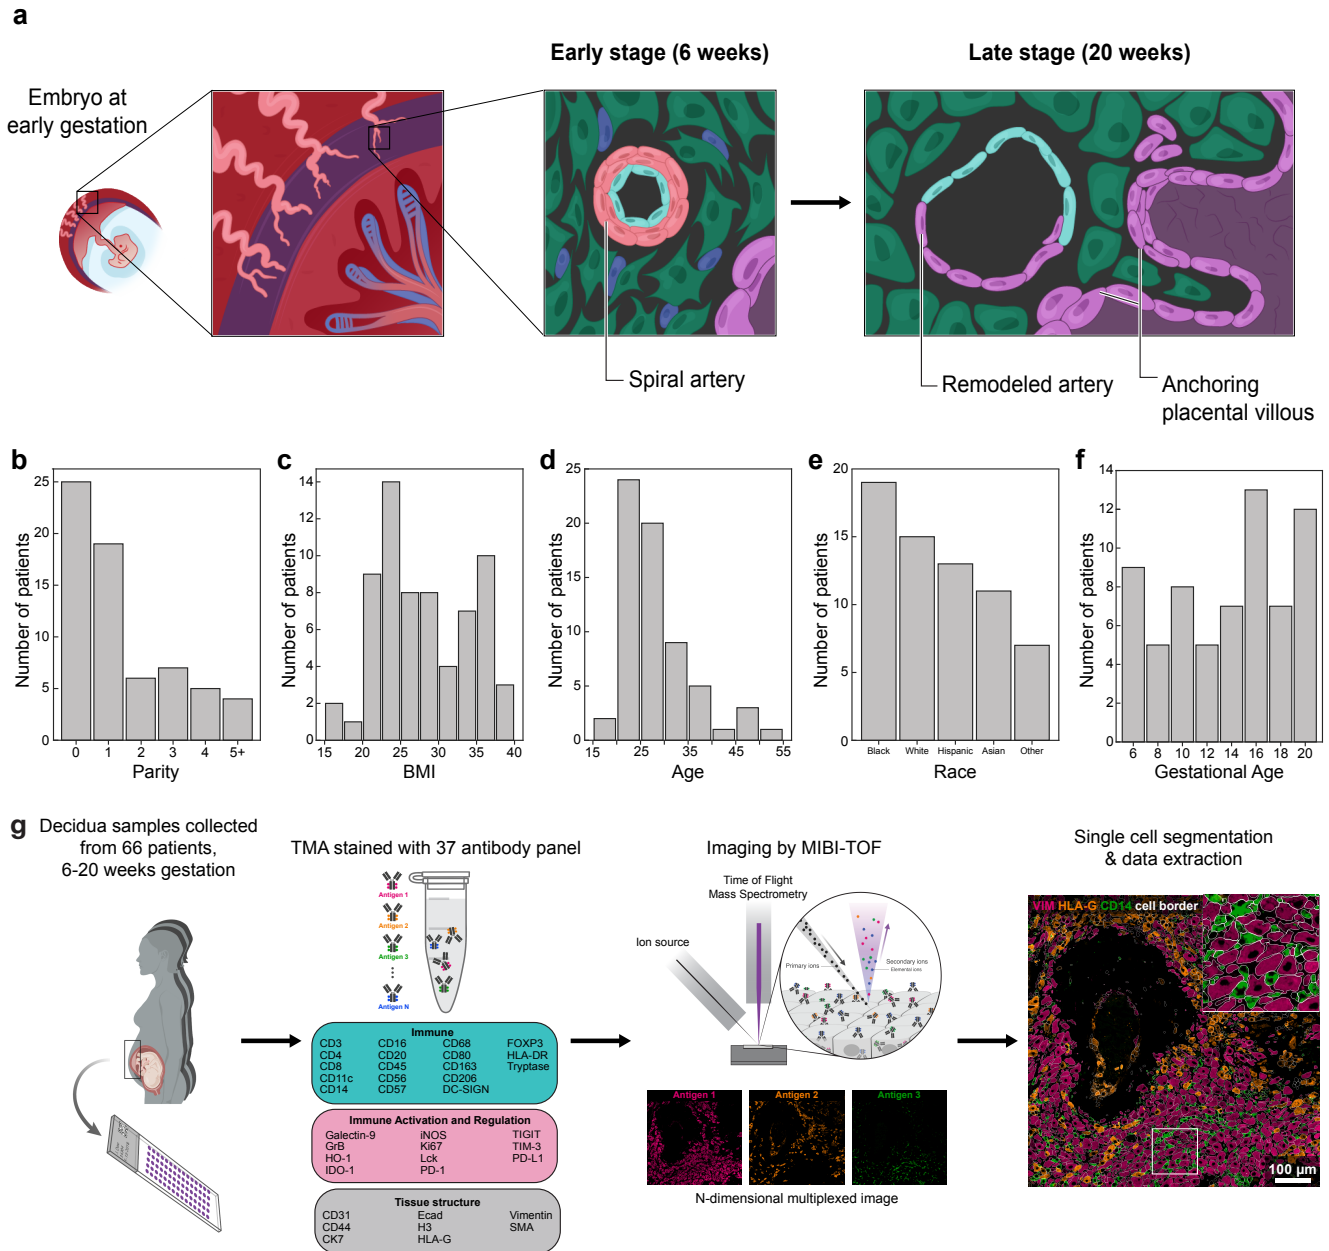 a
Early stage (6 weeks)
Late stage (20 weeks)
Embryo at
early gestation
Spiral artery
Remodeled artery
Anchoring
placental villous
b
Number of patients
25
20
15
10
5
0
0 1 2 3 4 5+
Parity
c
Number of patients
14
12
10
8
6
4
2
0
15 20 25 30 35 40
BMI
d
Number of patients
25
20
15
10
5
0
15 25 35 45 55
Age
e
Number of patients
20
15
10
5
0
Black White Hispanic Asian Other
Race
f
Number of patients
14
12
10
8
6
4
2
0
6 8 10 12 14 16 18 20
Gestational Age
g
Decidua samples collected
from 66 patients,
6-20 weeks gestation
TMA stained with 37 antibody panel
Antigen 1
Antigen 2
Antigen 3
Antigen N
Immune
CD3 CD16 CD68 FOXP3
CD4 CD20 CD80 HLA-DR
CD8 CD45 CD163 Tryptase
CD11c CD56 CD206
CD14 CD57 DC-SIGN
Immune Activation and Regulation
Galectin-9 iNOS TIGIT
GrB Ki67 TIM-3
HO-1 Lck PD-L1
IDO-1 PD-1
Tissue structure
CD31 Ecad Vimentin
CD44 H3 SMA
CK7 HLA-G
Imaging by MIBI-TOF
Time of Flight
Mass Spectrometry
Ion source
Primary ions
Secondary ions
Elemental ions
Antigen 1 Antigen 2 Antigen 3
N-dimensional multiplexed image
Single cell segmentation
& data extraction
VIM HLA-G CD14 cell border
100 µm